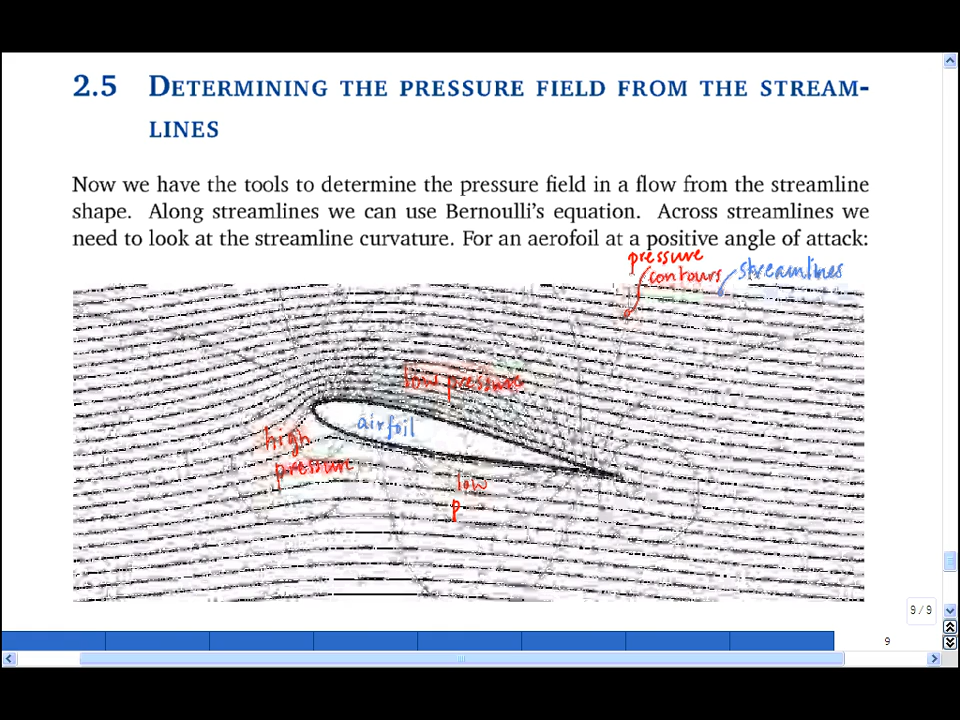 2.5 DETERMINING THE PRESSURE FIELD FROM THE STREAM-
LINES
Now we have the tools to determine the pressure field in a flow from the streamline
shape. Along streamlines we can use Bernoulli's equation. Across streamlines we
need to look at the streamline curvature. For an aerofoil at a positive angle of attack:
pressure
contours
streamlines
low pressure
airfoil
high
pressure
low
p
9 / 9
9